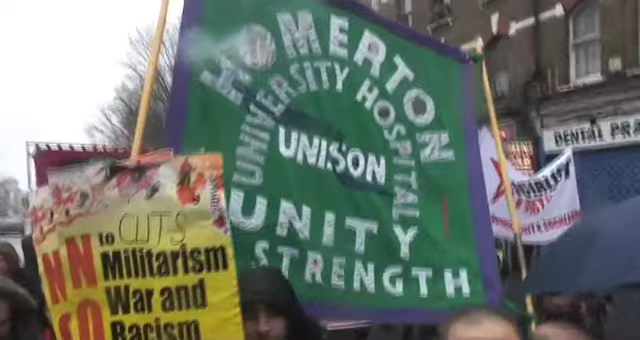 HOMERTON
UNIVERSITY HOSPITAL
UNISON
UNITY
STRENGTH
to CUTS
Militarism
War and
Racism
DENTAL PRA